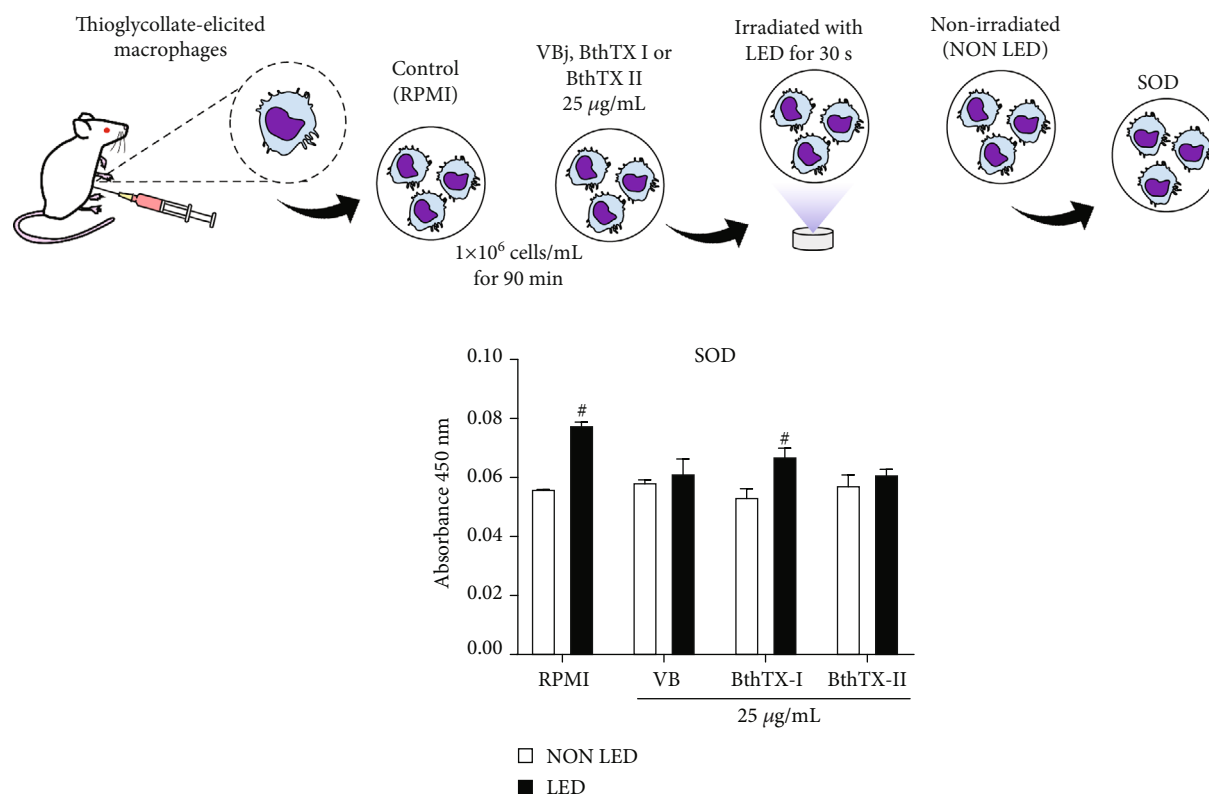 Thioglycollate-elicited
macrophages
Control
(RPMI)
VBj, BthTX I or
BthTX II
25 μg/mL
Irradiated with
LED for 30 s
Non-irradiated
(NON LED)
SOD
1×10⁶ cells/mL
for 90 min
SOD
Absorbance 450 nm
0.10
0.08
0.06
0.04
0.02
0.00
#
#
RPMI VB BthTX-I BthTX-II
25 μg/mL
NON LED
LED